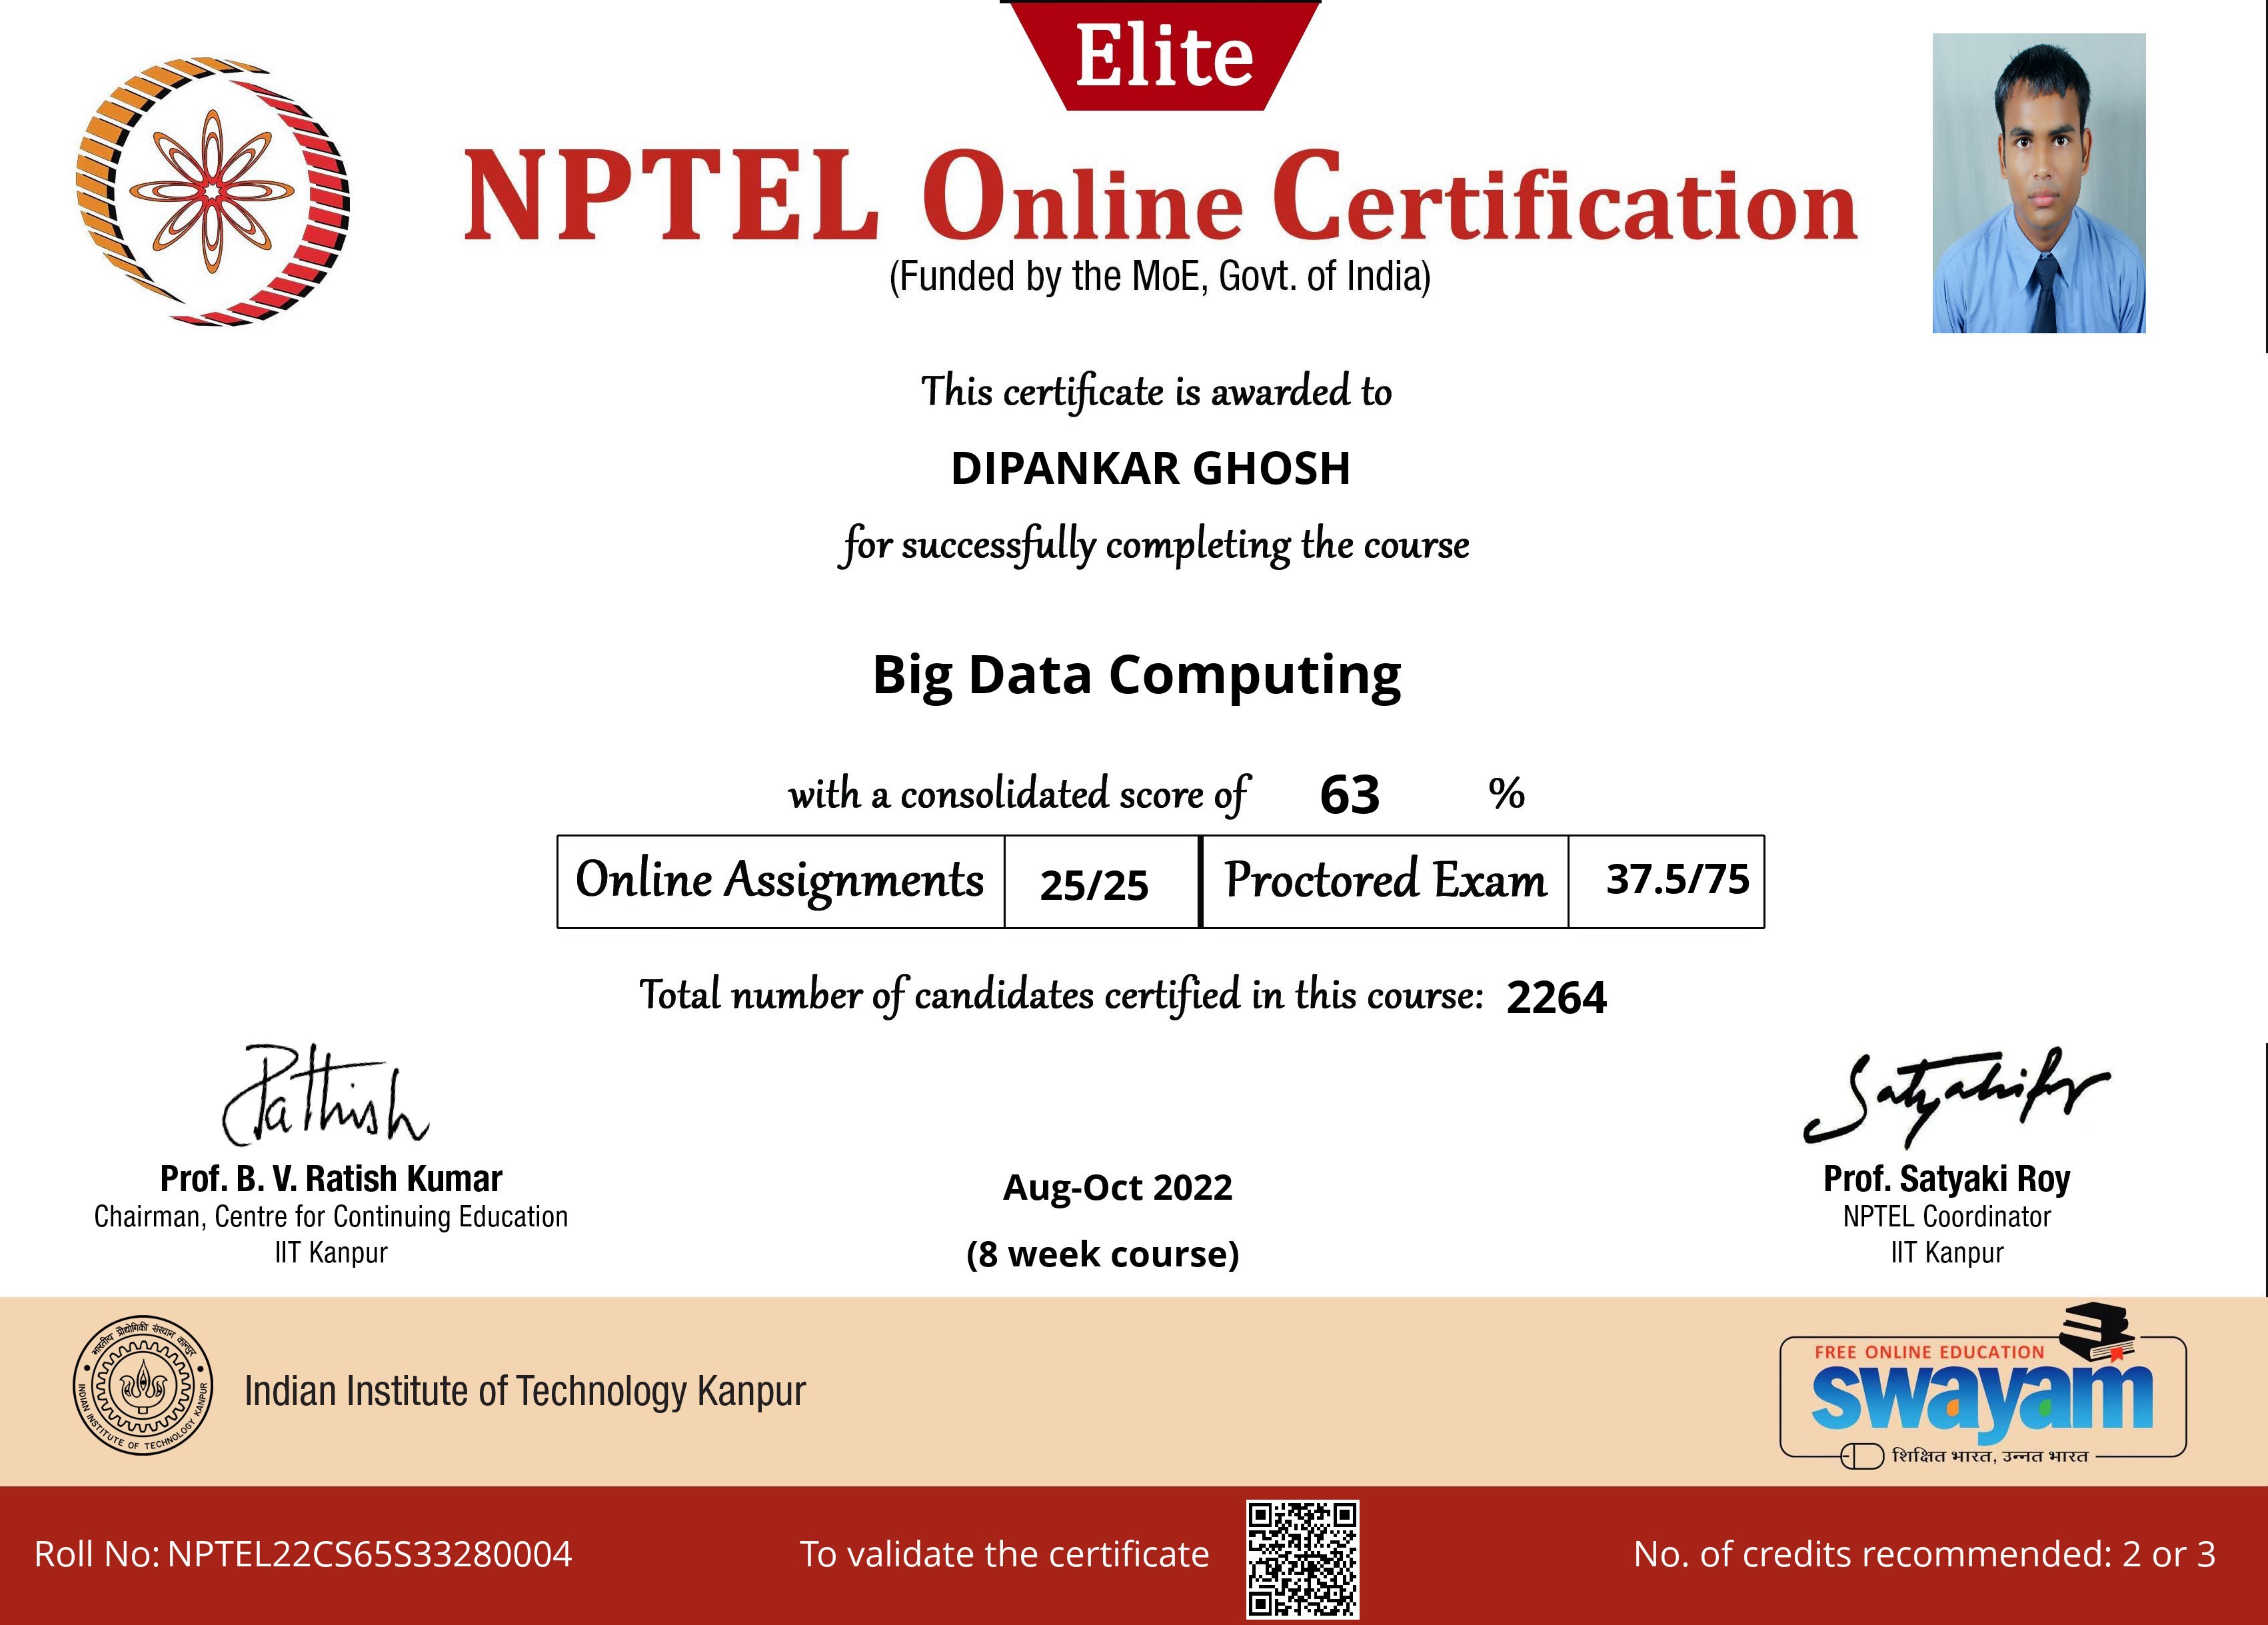 Elite
NPTEL Online Certification
(Funded by the MoE, Govt. of India)
This certificate is awarded to
DIPANKAR GHOSH
for successfully completing the course
Big Data Computing
with a consolidated score of 63 %
Online Assignments 25/25 Proctored Exam 37.5/75
Total number of candidates certified in this course: 2264
Prof. B. V. Ratish Kumar
Chairman, Centre for Continuing Education
IIT Kanpur
Aug-Oct 2022
(8 week course)
Prof. Satyaki Roy
NPTEL Coordinator
IIT Kanpur
भारतीय प्रौद्योगिकी संस्थान कानपुर
INDIAN INSTITUTE OF TECHNOLOGY KANPUR
Indian Institute of Technology Kanpur
FREE ONLINE EDUCATION
swayam
शिक्षित भारत, उन्नत भारत
Roll No: NPTEL22CS65S33280004
To validate the certificate
No. of credits recommended: 2 or 3